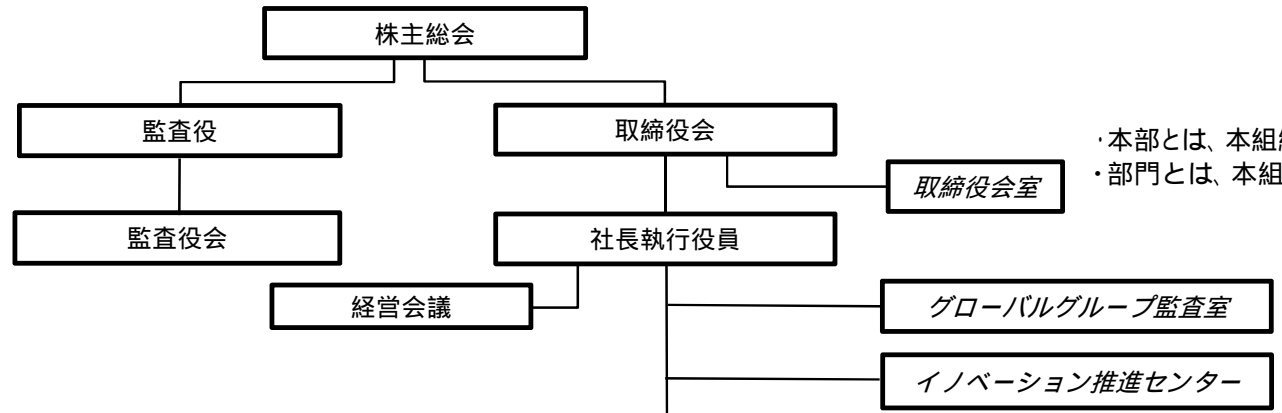 株主総会
監査役
取締役会
・本部とは、本組
・部門とは、本組
取締役会室
監査役会
社長執行役員
経営会議
グローバルグループ監査室
イノベーション推進センター